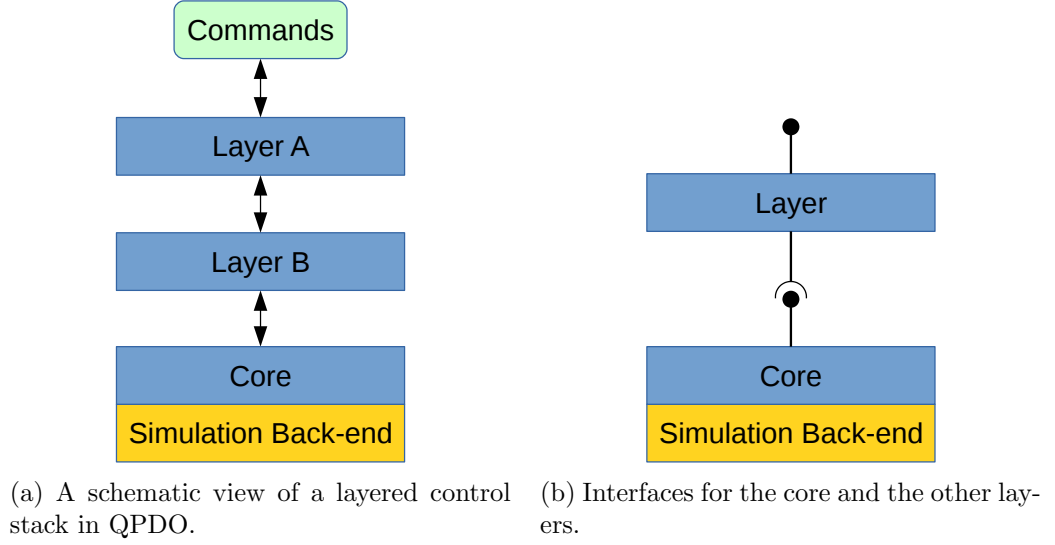 Commands
Layer A
Layer B
Core
Simulation Back-end
(a) A schematic view of a layered control
stack in QPDO.
Layer
Core
Simulation Back-end
(b) Interfaces for the core and the other lay-
ers.